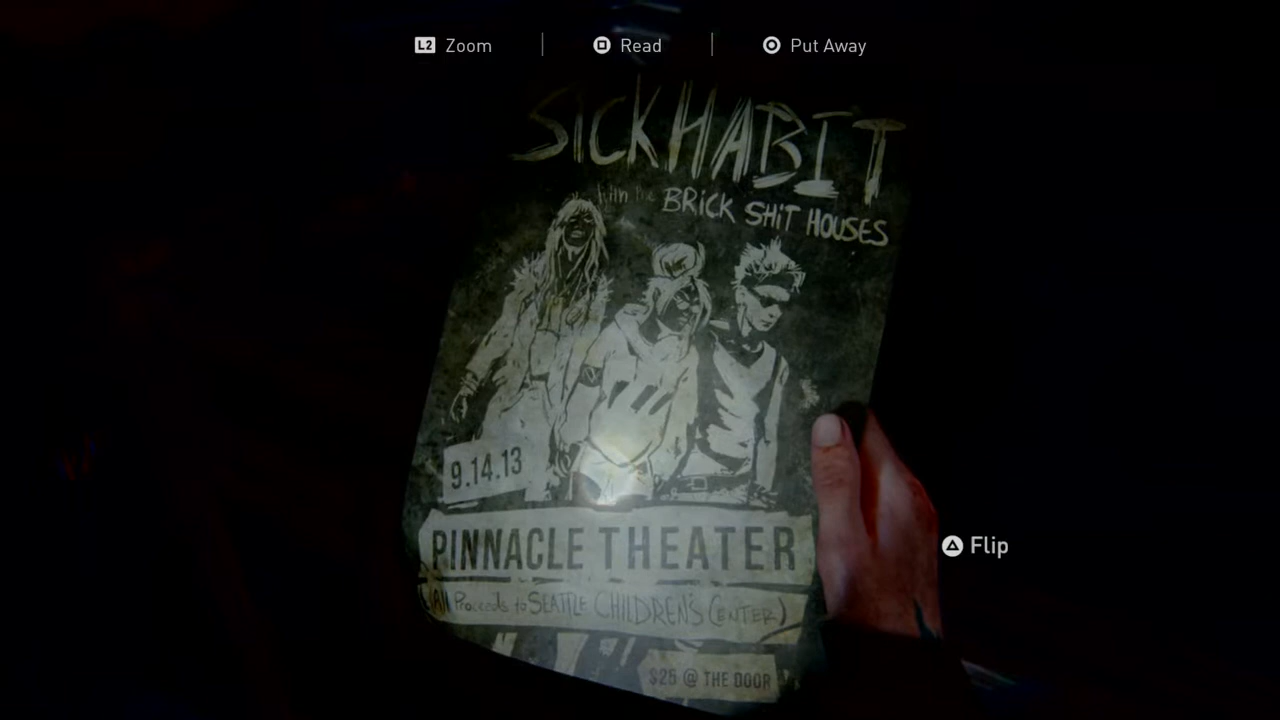 L2 Zoom
Read
Put Away
SICKHABIT
BRICK SHIT HOUSES
9.14.13
PINNACLE THEATER
(All Proceeds to SEATTLE CHILDREN'S CENTER)
$25 @ THE DOOR
Flip